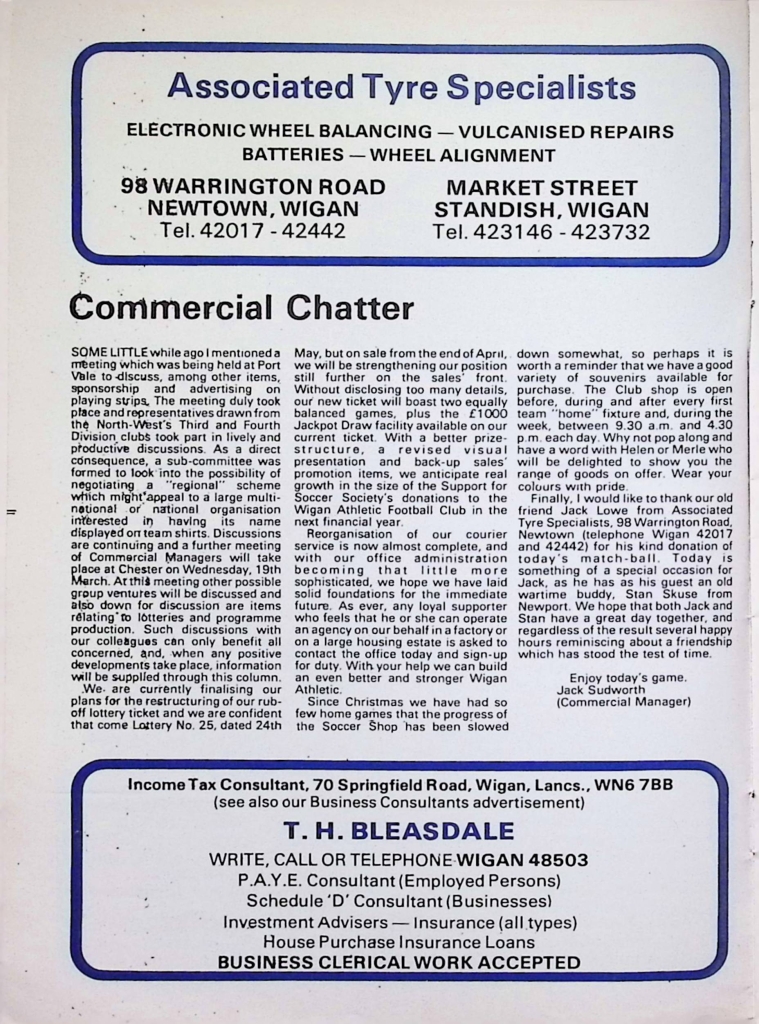 Associated Tyre Specialists
ELECTRONIC WHEEL BALANCING — VULCANISED REPAIRS
BATTERIES — WHEEL ALIGNMENT
98 WARRINGTON ROAD
NEWTOWN, WIGAN
Tel. 42017 - 42442
MARKET STREET
STANDISH, WIGAN
Tel. 423146 - 423732
Commercial Chatter
SOME LITTLE while ago I mentioned a
meeting which was being held at Port
Vale to discuss, among other items,
sponsorship and advertising on
playing strips. The meeting duly took
place and representatives drawn from
the North-West's Third and Fourth
Division clubs took part in lively and
productive discussions. As a direct
consequence, a sub-committee was
formed to look into the possibility of
negotiating a "regional" scheme
which might appeal to a large multi-
national or national organisation
interested in having its name
displayed on team shirts. Discussions
are continuing and a further meeting
of Commercial Managers will take
place at Chester on Wednesday, 19th
March. At this meeting other possible
group ventures will be discussed and
also down for discussion are items
relating to lotteries and programme
production. Such discussions with
our colleagues can only benefit all
concerned, and, when any positive
developments take place, information
will be supplied through this column.
We are currently finalising our
plans for the restructuring of our rub-
off lottery ticket and we are confident
that come Lottery No. 25, dated 24th
May, but on sale from the end of April,
we will be strengthening our position
still further on the sales' front.
Without disclosing too many details,
our new ticket will boast two equally
balanced games, plus the £1000
Jackpot Draw facility available on our
current ticket. With a better prize-
structure, a revised visual
presentation and back-up sales'
promotion items, we anticipate real
growth in the size of the Support for
Soccer Society's donations to the
Wigan Athletic Football Club in the
next financial year.
Reorganisation of our courier
service is now almost complete, and
with our office administration
becoming that little more
sophisticated, we hope we have laid
solid foundations for the immediate
future. As ever, any loyal supporter
who feels that he or she can operate
an agency on our behalf in a factory or
on a large housing estate is asked to
contact the office today and sign-up
for duty. With your help we can build
an even better and stronger Wigan
Athletic.
Since Christmas we have had so
few home games that the progress of
the Soccer Shop has been slowed
down somewhat, so perhaps it is
worth a reminder that we have a good
variety of souvenirs available for
purchase. The Club shop is open
before, during and after every first
team "home" fixture and, during the
week, between 9.30 a.m. and 4.30
p.m. each day. Why not pop along and
have a word with Helen or Merle who
will be delighted to show you the
range of goods on offer. Wear your
colours with pride.
Finally, I would like to thank our old
friend Jack Lowe from Associated
Tyre Specialists, 98 Warrington Road,
Newtown (telephone Wigan 42017
and 42442) for his kind donation of
today's match-ball. Today is
something of a special occasion for
Jack, as he has as his guest an old
wartime buddy, Stan Skuse from
Newport. We hope that both Jack and
Stan have a great day together, and
regardless of the result several happy
hours reminiscing about a friendship
which has stood the test of time.
Enjoy today's game.
Jack Sudworth
(Commercial Manager)
Income Tax Consultant, 70 Springfield Road, Wigan, Lancs., WN6 7BB
(see also our Business Consultants advertisement)
T. H. BLEASDALE
WRITE, CALL OR TELEPHONE WIGAN 48503
P.A.Y.E. Consultant (Employed Persons)
Schedule 'D' Consultant (Businesses)
Investment Advisers — Insurance (all types)
House Purchase Insurance Loans
BUSINESS CLERICAL WORK ACCEPTED